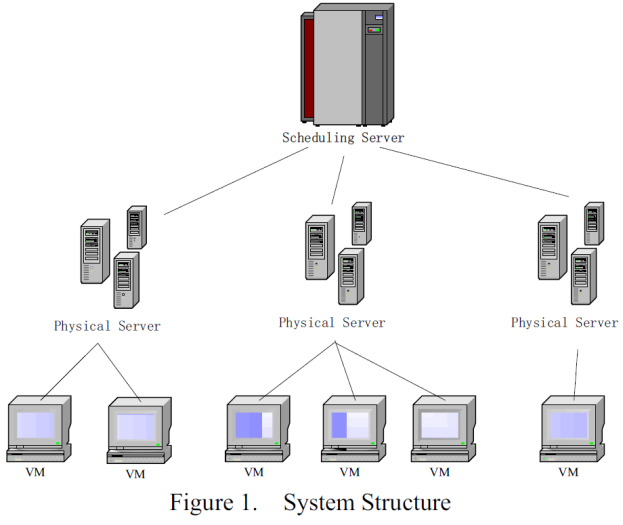 Scheduling Server
Physical Server
Physical Server
Physical Server
VM
VM
VM
VM
VM
VM
Figure 1. System Structure